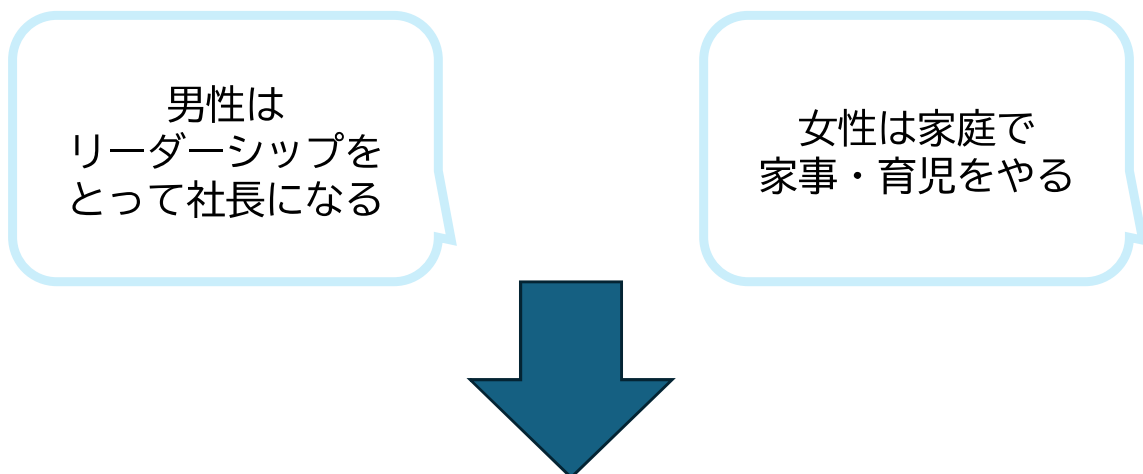 男性は
リーダーシップを
とって社長になる
女性は家庭で
家事・育児をやる